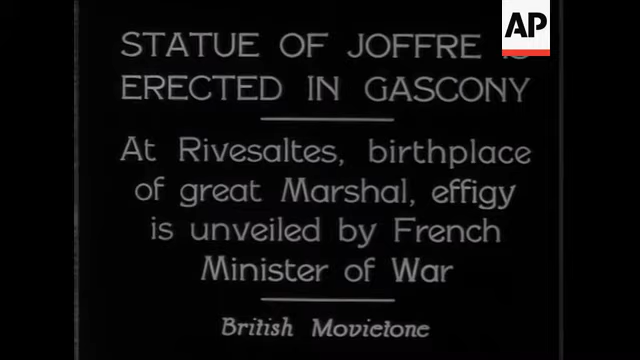 AP
STATUE OF JOFFRE
ERECTED IN GASCONY
At Rivesaltes, birthplace
of great Marshal, effigy
is unveiled by French
Minister of War
British Movietone